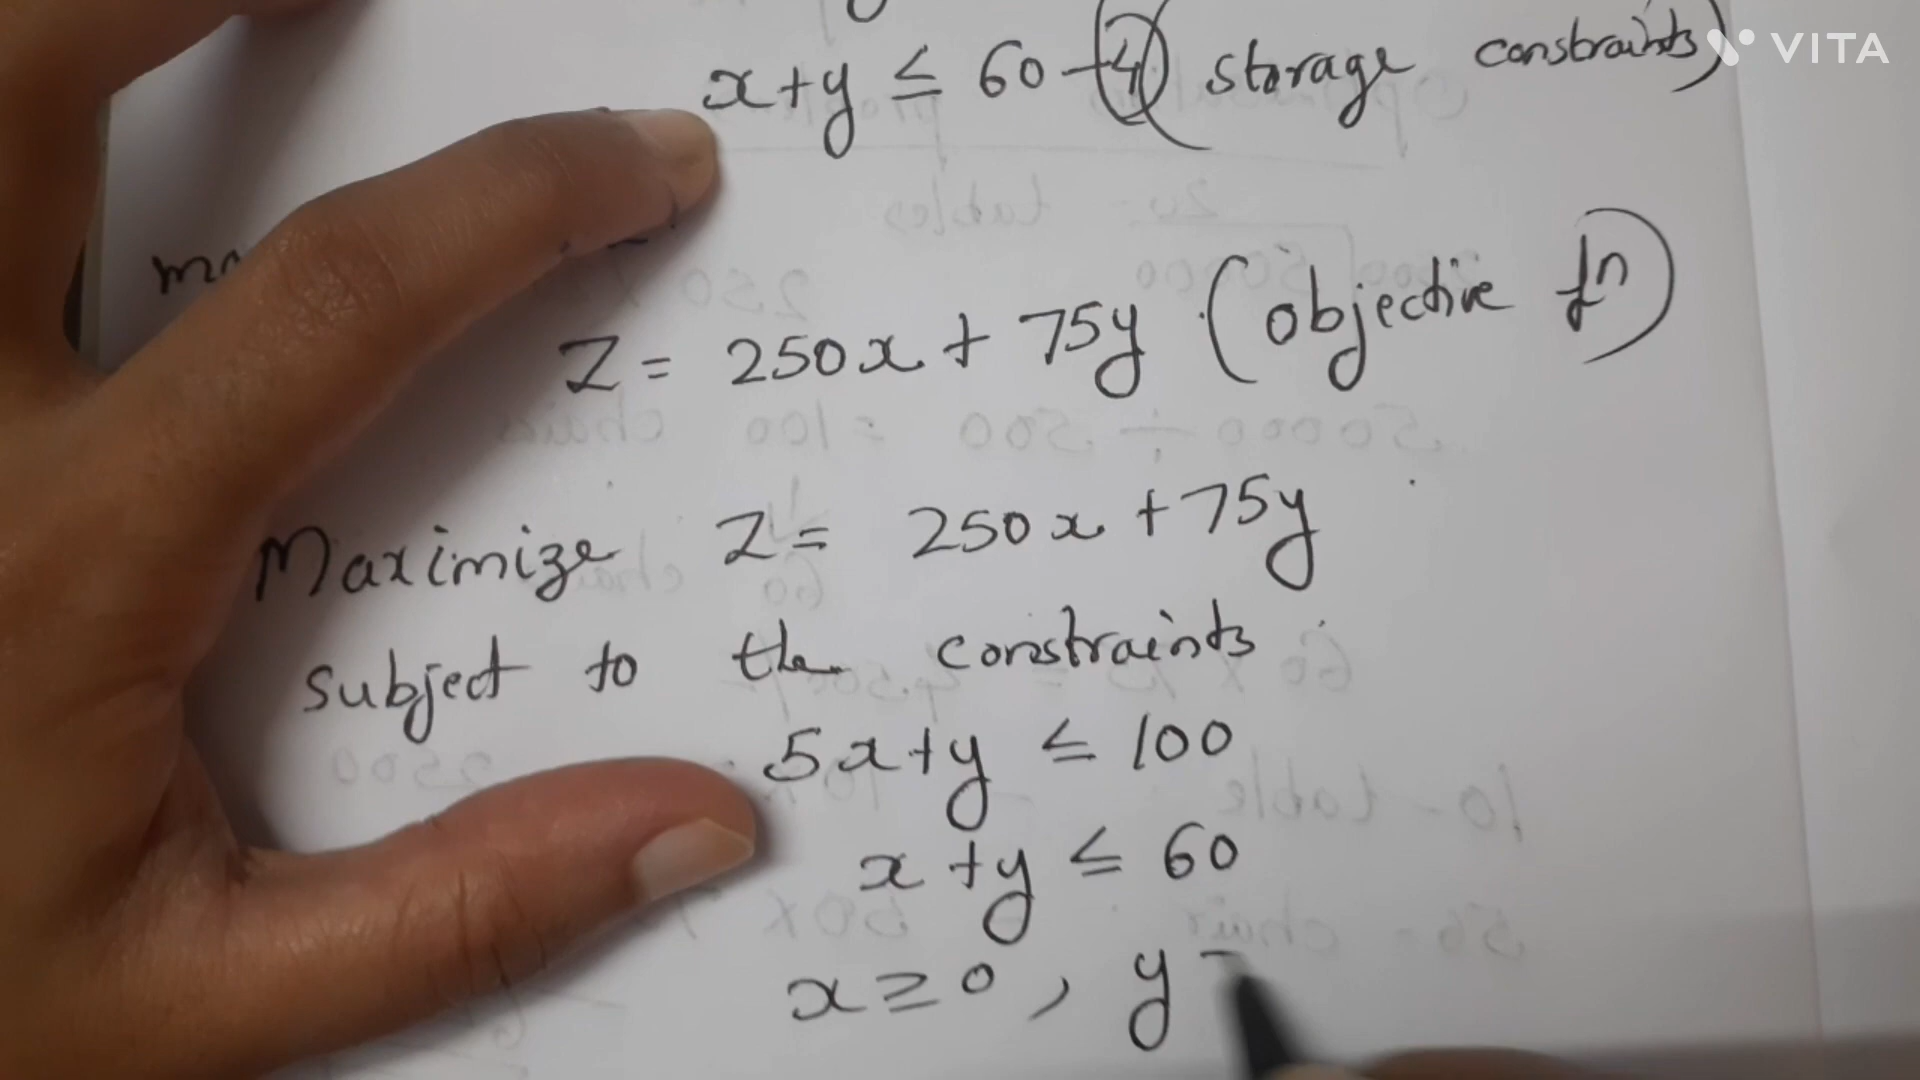 x+y ≤ 60 - 4 (storage constraints)
VITA
Z = 250x + 75y (objective fn)
Maximize Z = 250x + 75y
subject to the constraints
5x+y ≤ 100
x+y ≤ 60
x ≥ 0, y